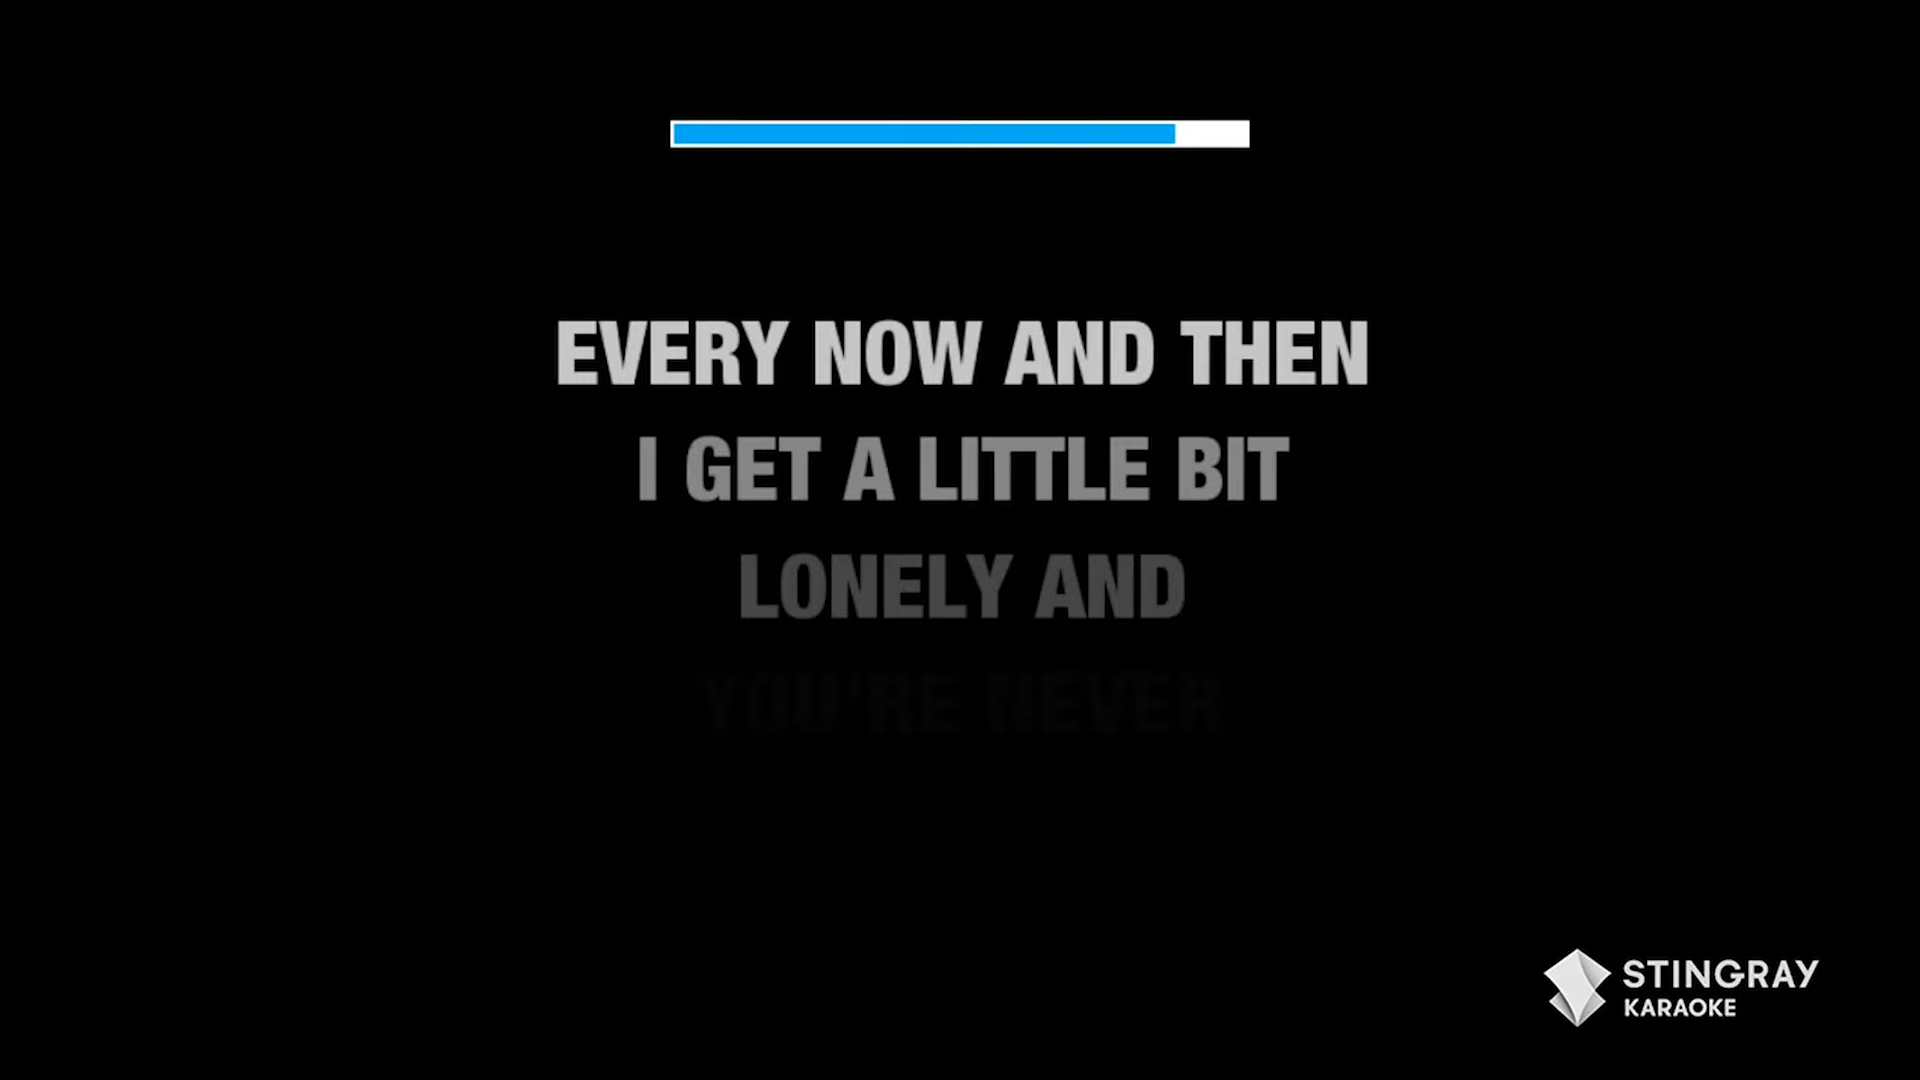 EVERY NOW AND THEN
I GET A LITTLE BIT
LONELY AND
YOU'RE NEVER
STINGRAY
KARAOKE